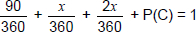 90/360 + x/360 + 2x/360 + P(C) = 1